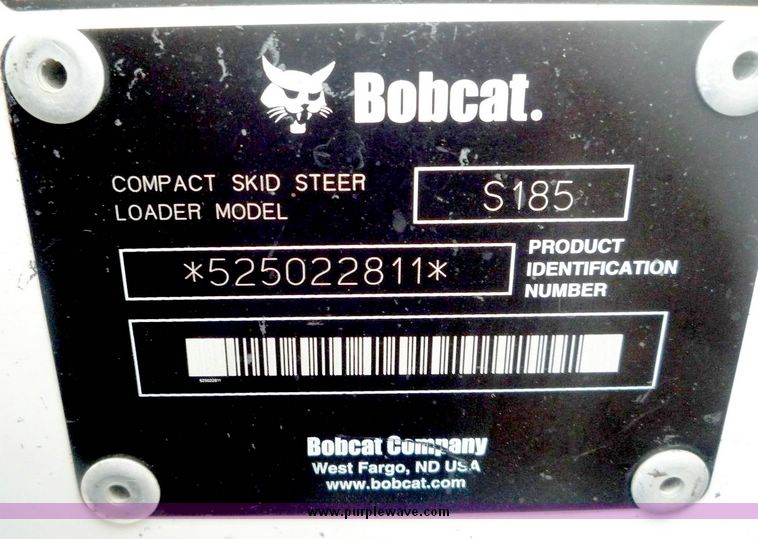 Bobcat.
COMPACT SKID STEER
LOADER MODEL
S185
*525022811*
PRODUCT
IDENTIFICATION
NUMBER
525022811
Bobcat Company
West Fargo, ND USA
www.bobcat.com
www.purplewave.com